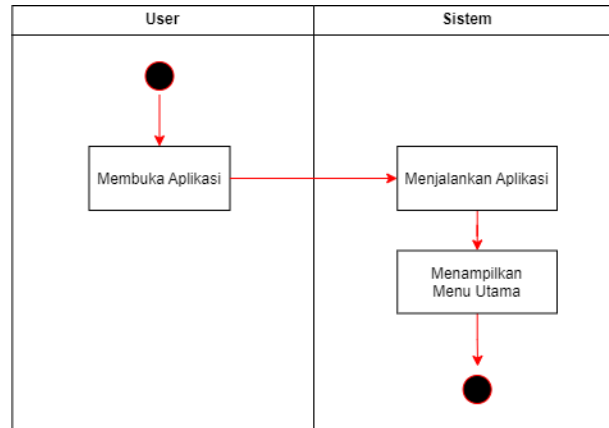 User
Sistem
Membuka Aplikasi
Menjalankan Aplikasi
Menampilkan
Menu Utama